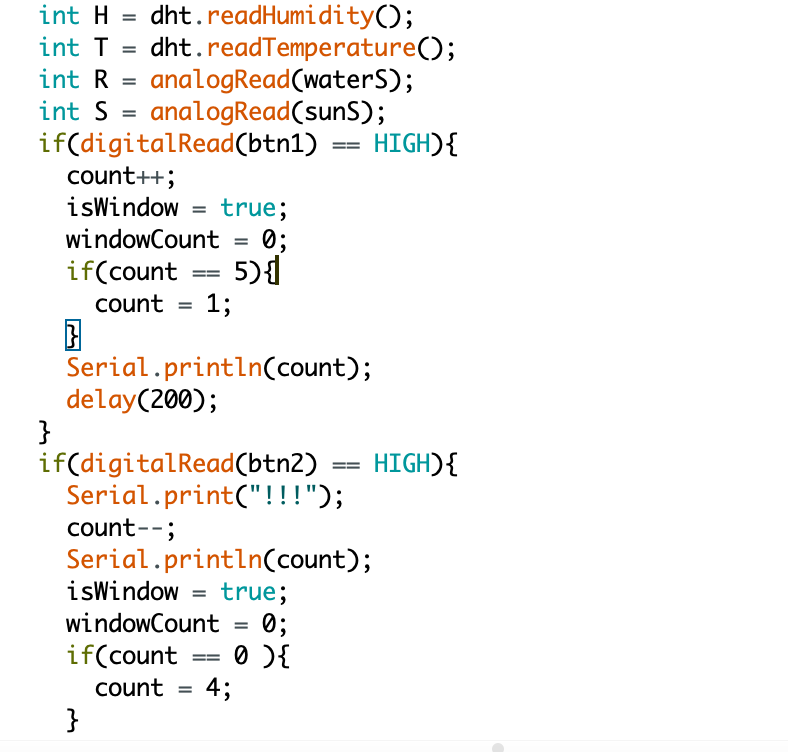 int H = dht.readHumidity();
int T = dht.readTemperature();
int R = analogRead(waterS);
int S = analogRead(sunS);
if(digitalRead(btn1) == HIGH){
  count++;
  isWindow = true;
  windowCount = 0;
  if(count == 5){
    count = 1;
  }
  Serial.println(count);
  delay(200);
}
if(digitalRead(btn2) == HIGH){
  Serial.print("!!!");
  count--;
  Serial.println(count);
  isWindow = true;
  windowCount = 0;
  if(count == 0 ){
    count = 4;
  }